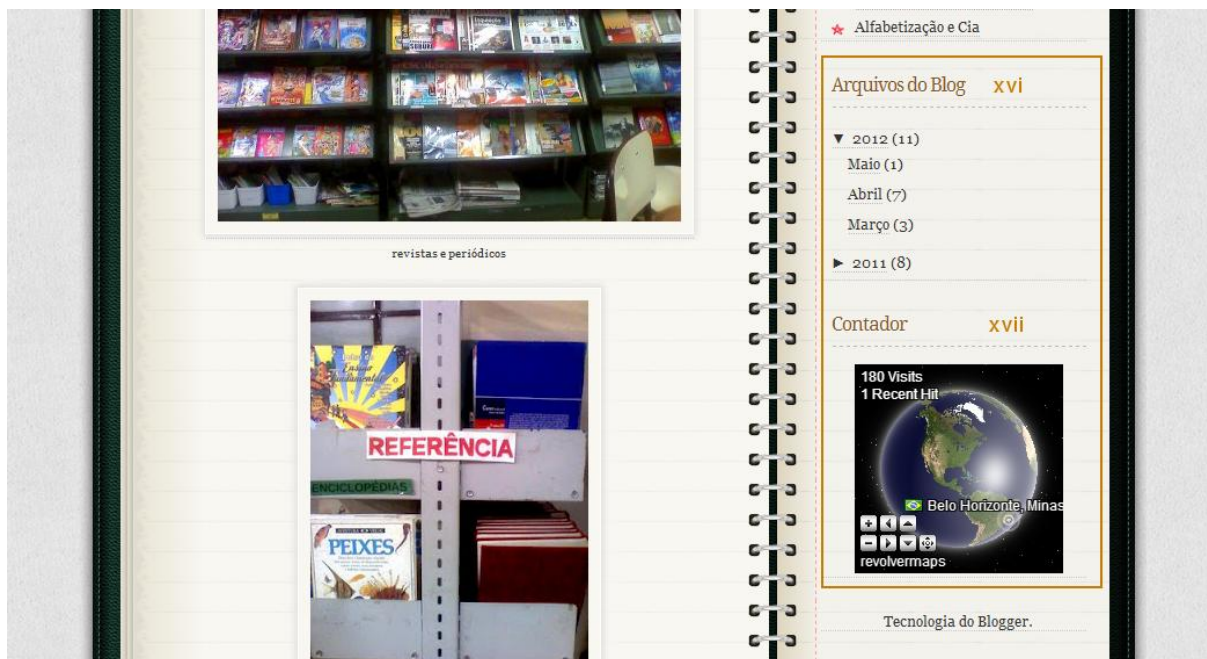 revistas e periódicos
REFERÊNCIA
ENCICLOPÉDIAS
PEIXES
Alfabetização e Cia
Arquivos do Blog xvi
▼ 2012 (11)
Maio (1)
Abril (7)
Março (3)
► 2011 (8)
Contador xvii
180 Visits
1 Recent Hit
Belo Horizonte, Minas
revolvermaps
Tecnologia do Blogger.